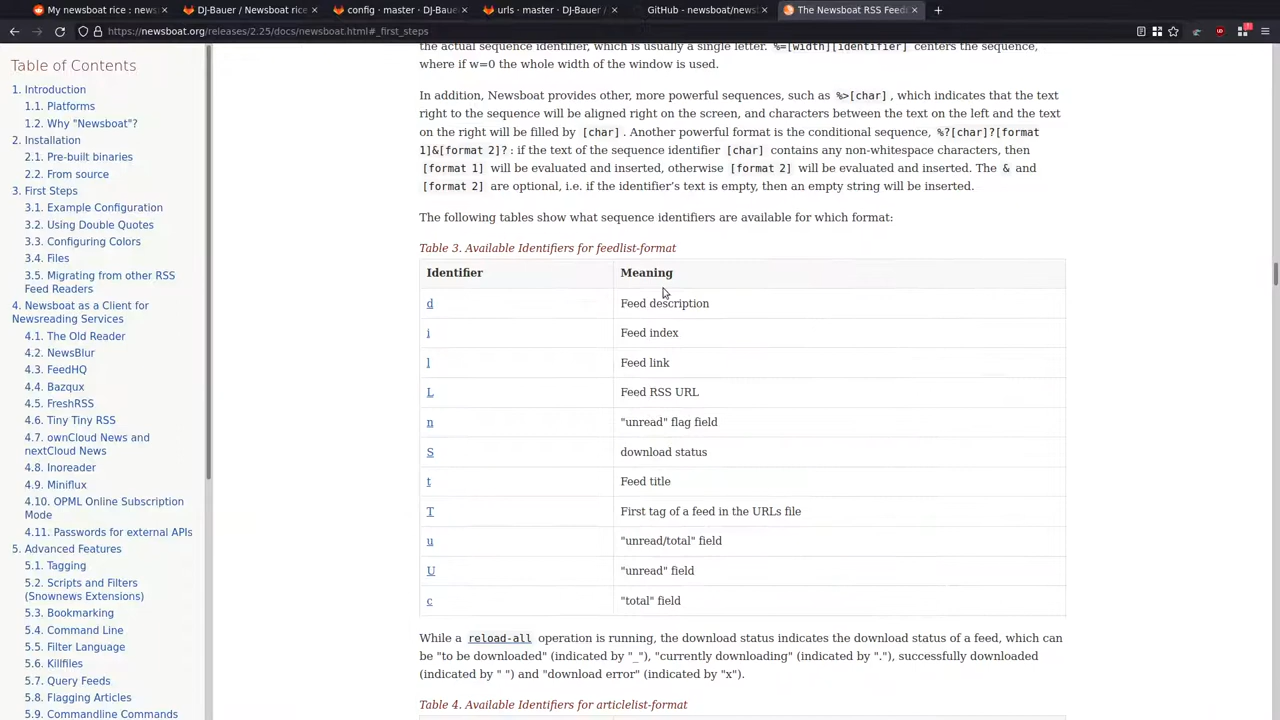 My newsboat rice : news
DJ-Bauer / Newsboat rice
config · master · DJ-Baue
urls · master · DJ-Bauer /
GitHub - newsboat/news
The Newsboat RSS Feed
https://newsboat.org/releases/2.25/docs/newsboat.html#_first_steps
Table of Contents
1. Introduction
1.1. Platforms
1.2. Why "Newsboat"?
2. Installation
2.1. Pre-built binaries
2.2. From source
3. First Steps
3.1. Example Configuration
3.2. Using Double Quotes
3.3. Configuring Colors
3.4. Files
3.5. Migrating from other RSS
Feed Readers
4. Newsboat as a Client for
Newsreading Services
4.1. The Old Reader
4.2. NewsBlur
4.3. FeedHQ
4.4. Bazqux
4.5. FreshRSS
4.6. Tiny Tiny RSS
4.7. ownCloud News and
nextCloud News
4.8. Inoreader
4.9. Miniflux
4.10. OPML Online Subscription
Mode
4.11. Passwords for external APIs
5. Advanced Features
5.1. Tagging
5.2. Scripts and Filters
(Snownews Extensions)
5.3. Bookmarking
5.4. Command Line
5.5. Filter Language
5.6. Killfiles
5.7. Query Feeds
5.8. Flagging Articles
5.9. Commandline Commands
the actual sequence identifier, which is usually a single letter. %=[width][identifier] centers the sequence,
where if w=0 the whole width of the window is used.
In addition, Newsboat provides other, more powerful sequences, such as %>[char], which indicates that the text
right to the sequence will be aligned right on the screen, and characters between the text on the left and the text
on the right will be filled by [char]. Another powerful format is the conditional sequence, %?[char]?[format
1]&[format 2]?: if the text of the sequence identifier [char] contains any non-whitespace characters, then
[format 1] will be evaluated and inserted, otherwise [format 2] will be evaluated and inserted. The & and
[format 2] are optional, i.e. if the identifier's text is empty, then an empty string will be inserted.
The following tables show what sequence identifiers are available for which format:
Table 3. Available Identifiers for feedlist-format
Identifier Meaning
d Feed description
i Feed index
l Feed link
L Feed RSS URL
n "unread" flag field
S download status
t Feed title
T First tag of a feed in the URLs file
u "unread/total" field
U "unread" field
c "total" field
While a reload-all operation is running, the download status indicates the download status of a feed, which can
be "to be downloaded" (indicated by "_"), "currently downloading" (indicated by "."), successfully downloaded
(indicated by " ") and "download error" (indicated by "x").
Table 4. Available Identifiers for articlelist-format